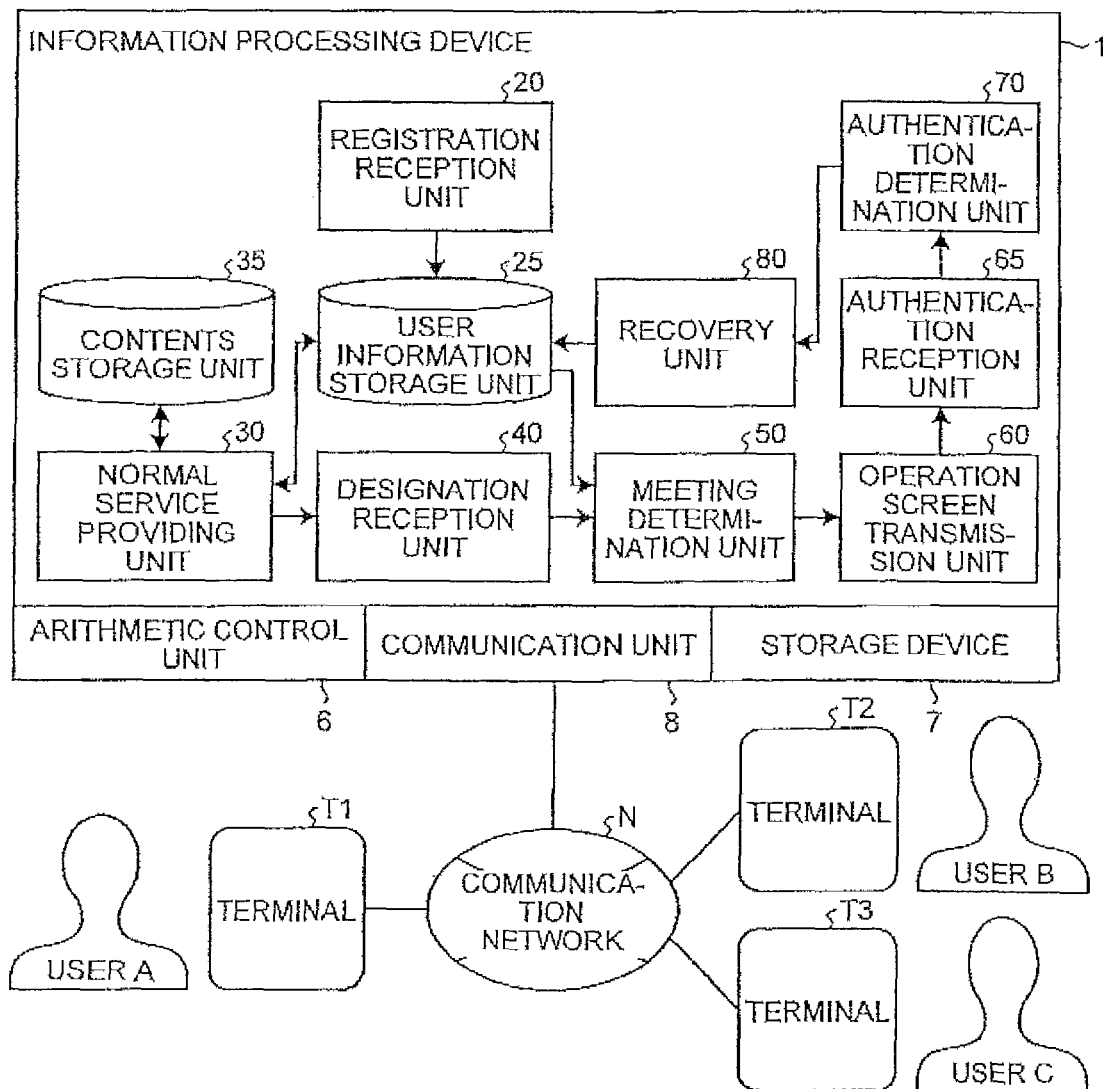 INFORMATION PROCESSING DEVICE
1
20
REGISTRATION
RECEPTION
UNIT
70
AUTHENTICA-
TION
DETERMI-
NATION UNIT
35
CONTENTS
STORAGE UNIT
25
USER
INFORMATION
STORAGE UNIT
80
RECOVERY
UNIT
65
AUTHENTICA-
TION
RECEPTION
UNIT
30
NORMAL
SERVICE
PROVIDING
UNIT
40
DESIGNATION
RECEPTION
UNIT
50
MEETING
DETERMI-
NATION UNIT
60
OPERATION
SCREEN
TRANSMIS-
SION UNIT
ARITHMETIC CONTROL
UNIT
COMMUNICATION UNIT
STORAGE DEVICE
6
8
7
T1
TERMINAL
USER A
N
COMMUNICA-
TION
NETWORK
T2
TERMINAL
USER B
T3
TERMINAL
USER C